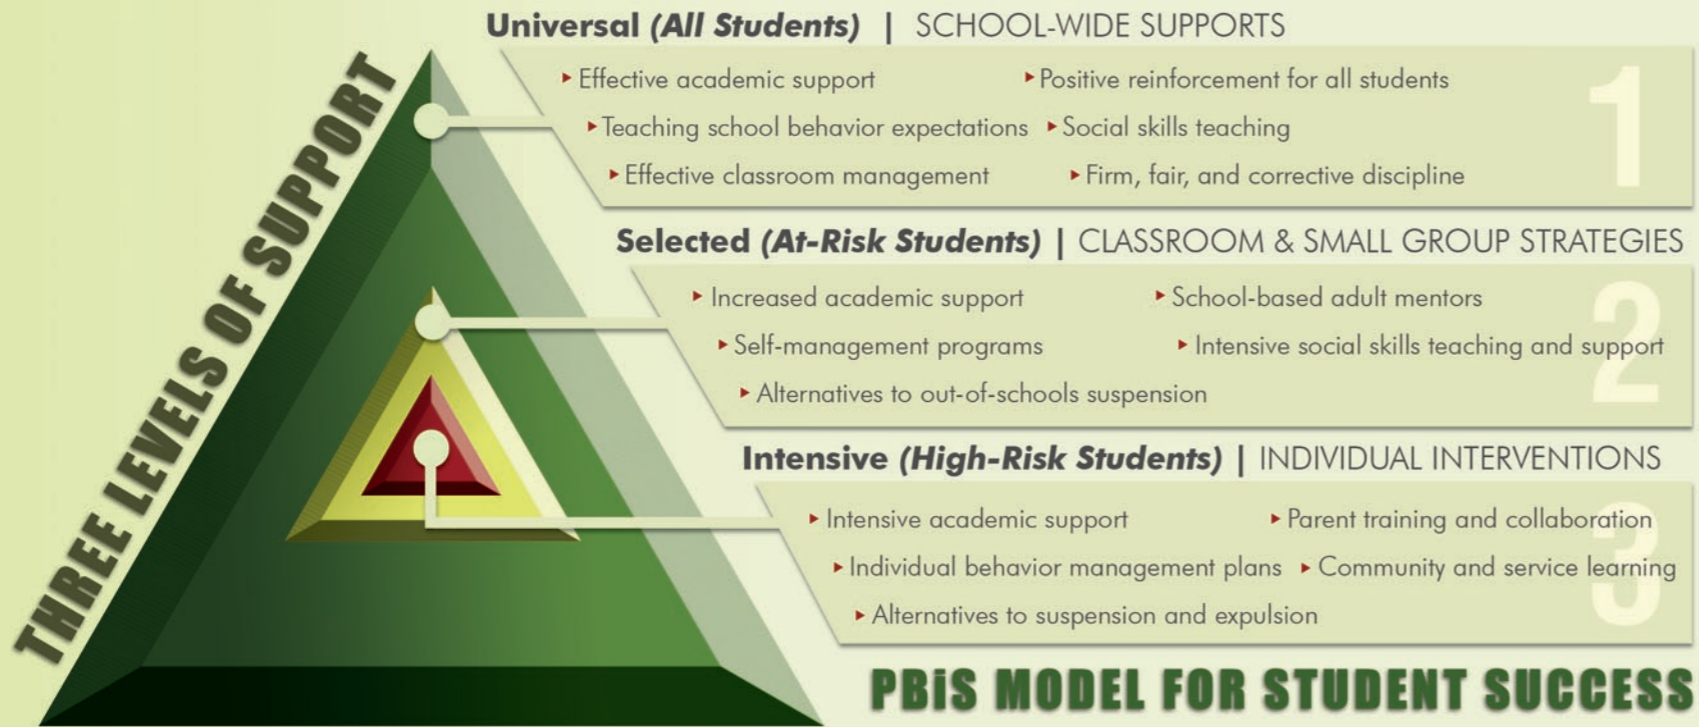 THREE LEVELS OF SUPPORT
Universal (All Students) | SCHOOL-WIDE SUPPORTS
Effective academic support
Positive reinforcement for all students
Teaching school behavior expectations
Social skills teaching
Effective classroom management
Firm, fair, and corrective discipline
1
Selected (At-Risk Students) | CLASSROOM & SMALL GROUP STRATEGIES
Increased academic support
School-based adult mentors
Self-management programs
Intensive social skills teaching and support
Alternatives to out-of-schools suspension
2
Intensive (High-Risk Students) | INDIVIDUAL INTERVENTIONS
Intensive academic support
Parent training and collaboration
Individual behavior management plans
Community and service learning
Alternatives to suspension and expulsion
3
PBiS MODEL FOR STUDENT SUCCESS